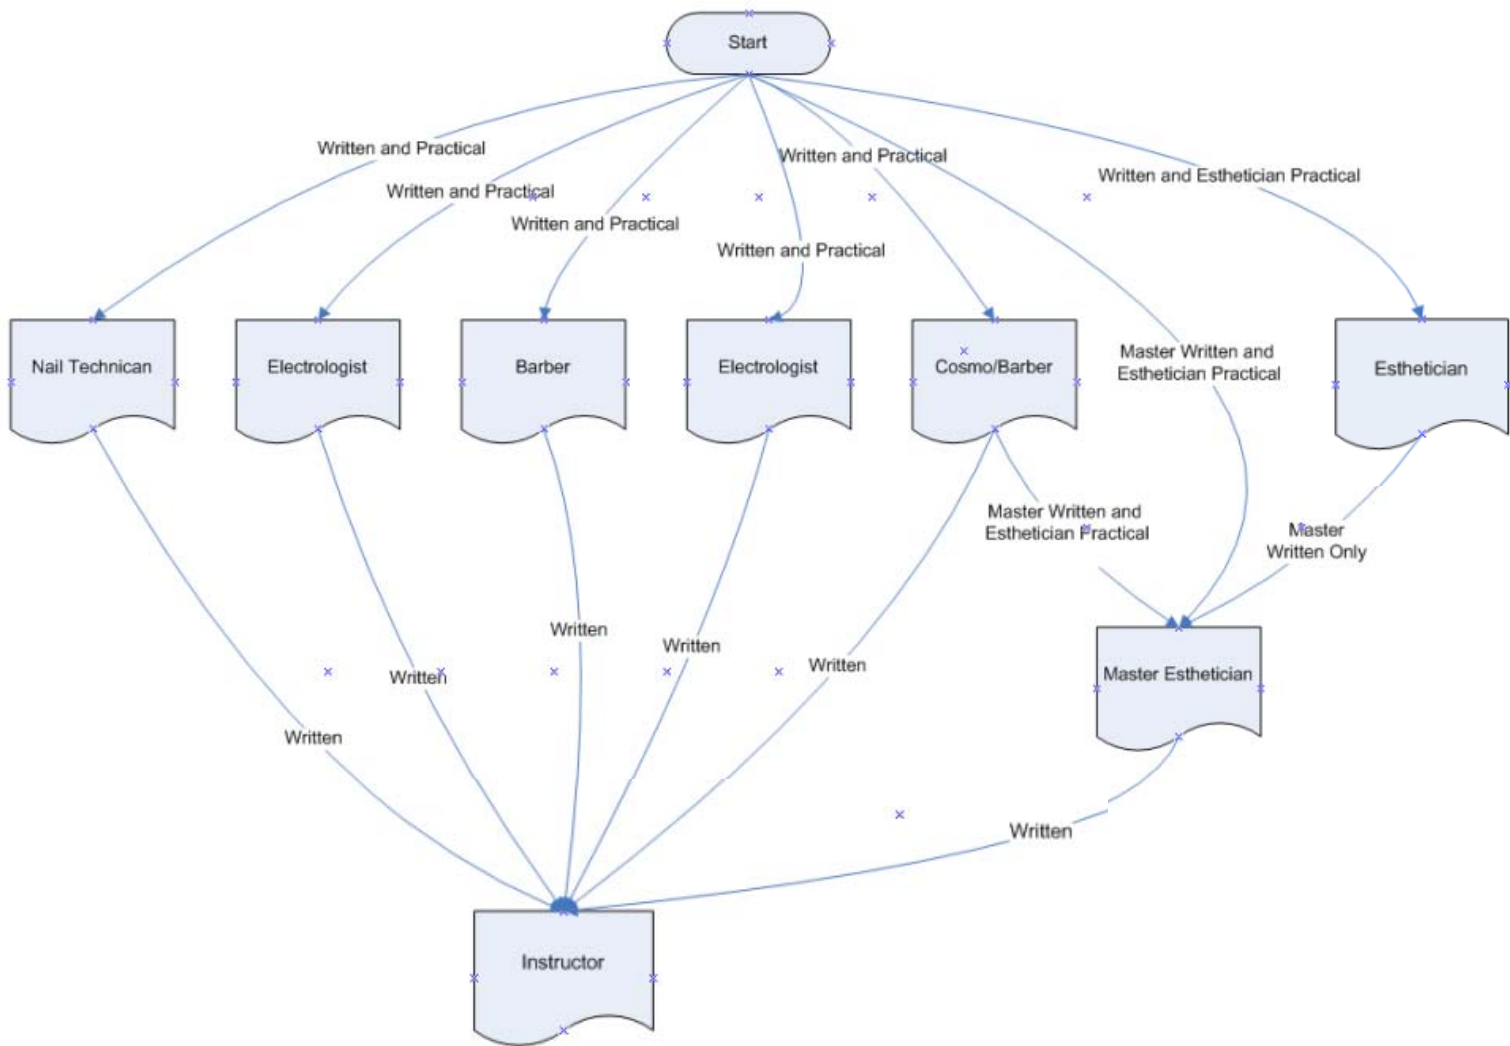 Start
Written and Practical
Written and Practical
Written and Esthetician Practical
Written and Practical
Written and Practical
Written and Practical
Master Written and
Esthetician Practical
Nail Technican
Electrologist
Barber
Electrologist
Cosmo/Barber
Esthetician
Master Written and
Esthetician Practical
Master
Written Only
Written
Written
Written
Written
Written
Master Esthetician
Written
Instructor